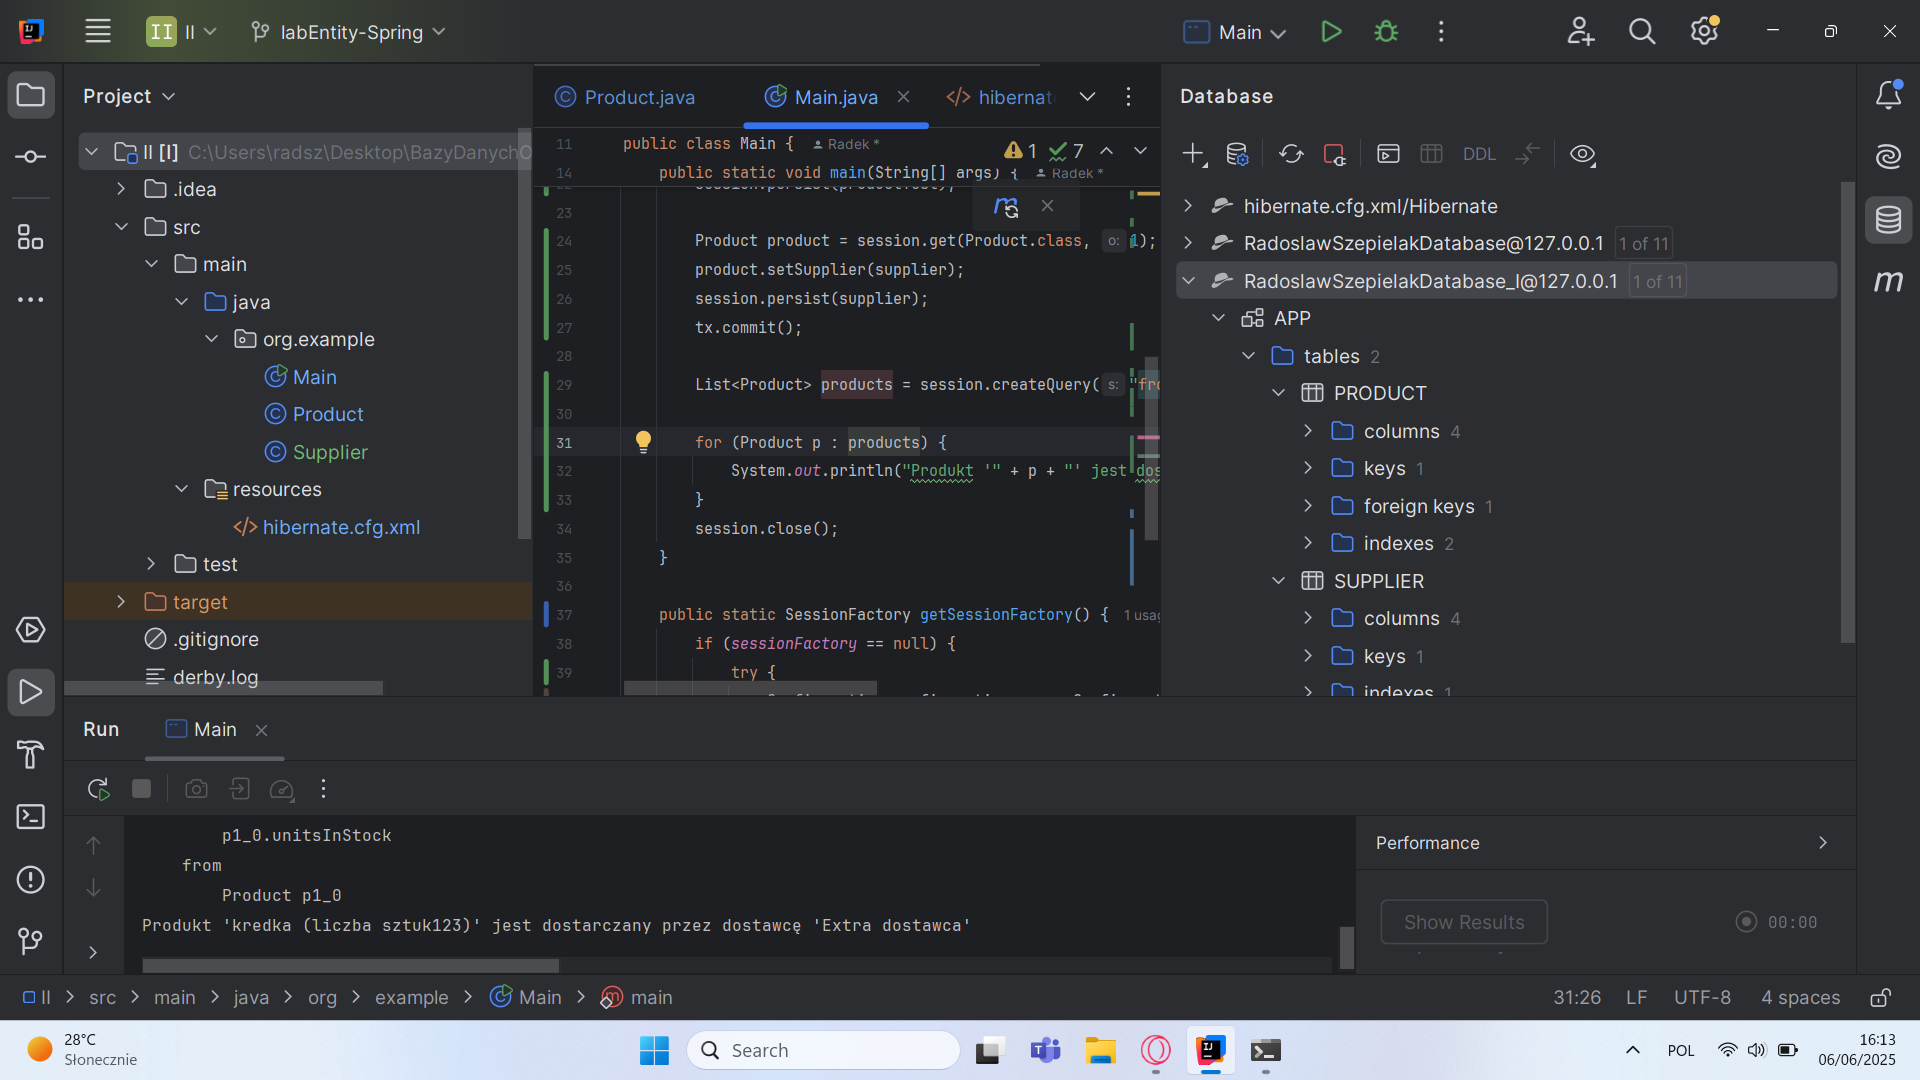 II
II
labEntity-Spring
Main
Project
II [I] C:\Users\radsz\Desktop\BazyDanychO
.idea
src
main
java
org.example
Main
Product
Supplier
resources
hibernate.cfg.xml
test
target
.gitignore
derby.log
Product.java
Main.java
hibernat
1
7
11 public class Main { Radek *
14 public static void main(String[] args) { Radek *
23
24 Product product = session.get(Product.class, o: 1);
25 product.setSupplier(supplier);
26 session.persist(supplier);
27 tx.commit();
28
29 List<Product> products = session.createQuery( s: "fro
30
31 for (Product p : products) {
32 System.out.println("Produkt '" + p + "' jest dos
33 }
34 session.close();
35 }
36
37 public static SessionFactory getSessionFactory() { 1 usag
38 if (sessionFactory == null) {
39 try {
Database
DDL
hibernate.cfg.xml/Hibernate
RadoslawSzepielakDatabase@127.0.0.1 1 of 11
RadoslawSzepielakDatabase_I@127.0.0.1 1 of 11
APP
tables 2
PRODUCT
columns 4
keys 1
foreign keys 1
indexes 2
SUPPLIER
columns 4
keys 1
indexes 1
Run
Main
p1_0.unitsInStock
from
Product p1_0
Produkt 'kredka (liczba sztuk123)' jest dostarczany przez dostawcę 'Extra dostawca'
Performance
Show Results
00:00
II > src > main > java > org > example > Main > main
31:26 LF UTF-8 4 spaces
28°C
Słonecznie
Search
POL
16:13
06/06/2025